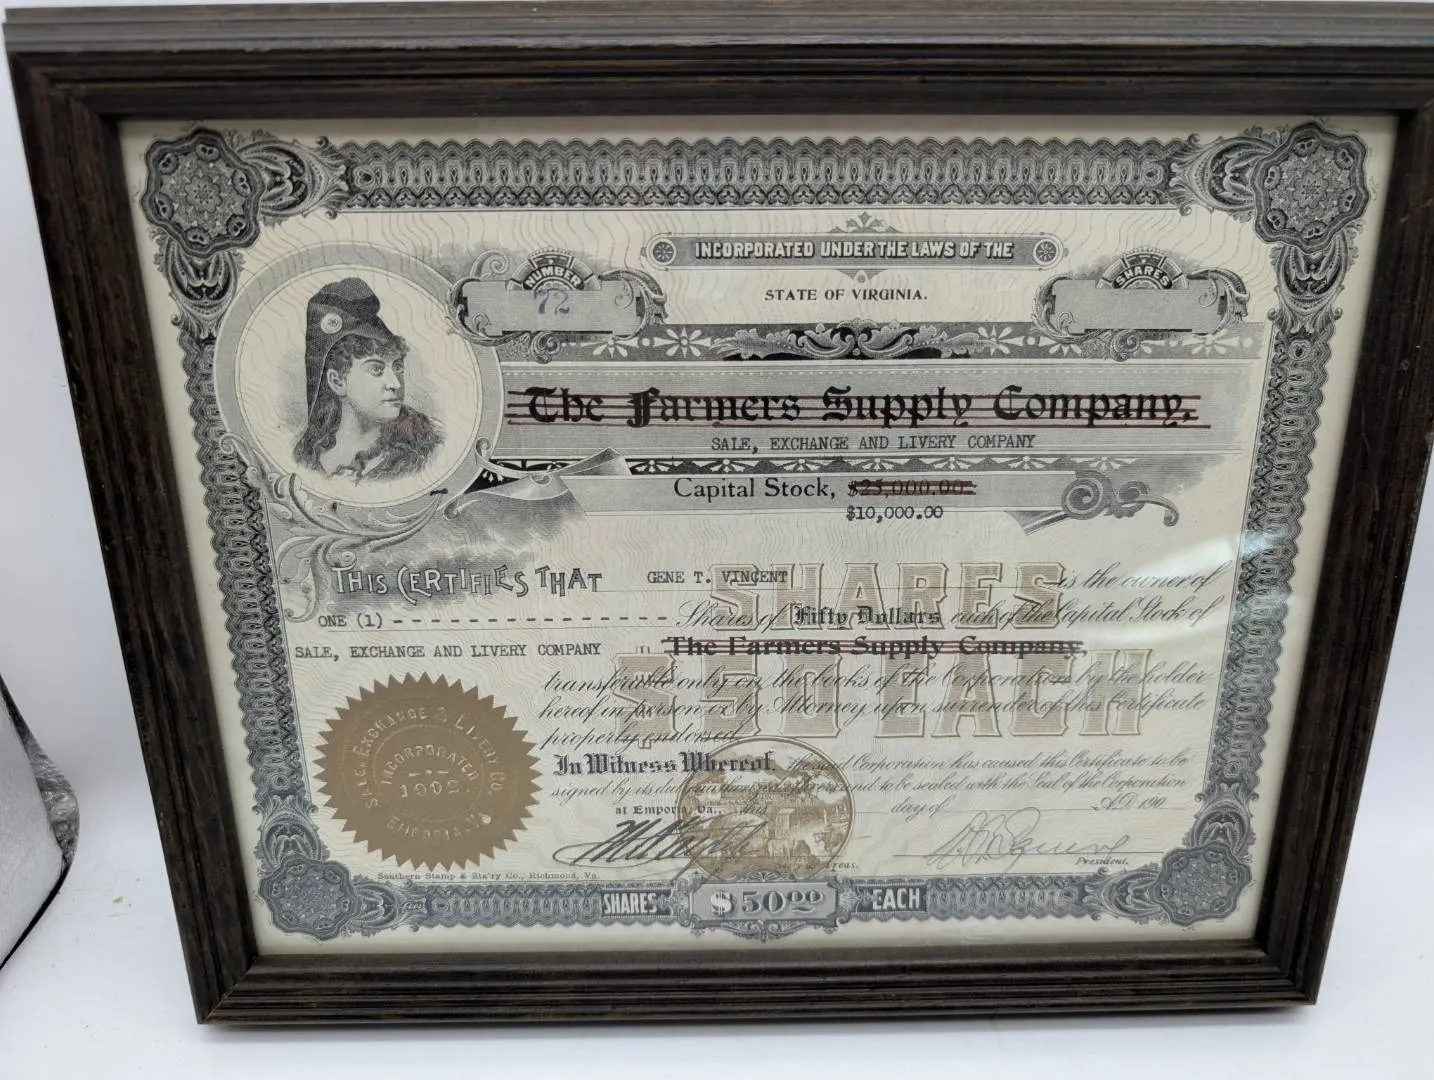 INCORPORATED UNDER THE LAWS OF THE
NUMBER
SHARES
72
STATE OF VIRGINIA.
The Farmers Supply Company,
SALE, EXCHANGE AND LIVERY COMPANY
Capital Stock, $25,000.00
$10,000.00
THIS CERTIFIES THAT GENE T. VINCENT is the owner of
ONE (1) - - - - - - - - - - - - - - - - Shares of Fifty Dollars each of the Capital Stock of
SALE, EXCHANGE AND LIVERY COMPANY The Farmers Supply Company,
SHARES
$50 EACH
transferable only on the books of the Corporation by the holder
hereof in person or by Attorney upon surrender of this Certificate
properly endorsed.
In Witness Whereof, the said Corporation has caused this Certificate to be
signed by its duly authorized officers and to be sealed with the Seal of the Corporation
at Emporia, Va., this day of A.D. 190
SALE, EXCHANGE & LIVERY CO.
INCORPORATED
1902
EMPORIA, VA
President.
Southern Stamp & Sta'ry Co., Richmond, Va.
SHARES $50.00 EACH